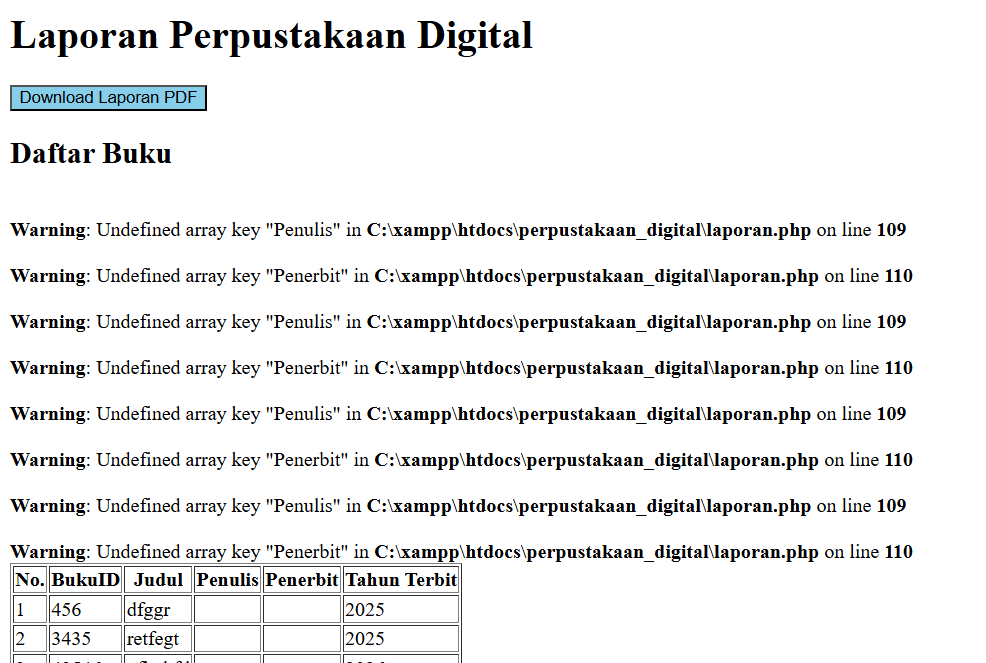 Laporan Perpustakaan Digital
Download Laporan PDF
Daftar Buku
Warning: Undefined array key "Penulis" in C:\xampp\htdocs\perpustakaan_digital\laporan.php on line 109
Warning: Undefined array key "Penerbit" in C:\xampp\htdocs\perpustakaan_digital\laporan.php on line 110
Warning: Undefined array key "Penulis" in C:\xampp\htdocs\perpustakaan_digital\laporan.php on line 109
Warning: Undefined array key "Penerbit" in C:\xampp\htdocs\perpustakaan_digital\laporan.php on line 110
Warning: Undefined array key "Penulis" in C:\xampp\htdocs\perpustakaan_digital\laporan.php on line 109
Warning: Undefined array key "Penerbit" in C:\xampp\htdocs\perpustakaan_digital\laporan.php on line 110
Warning: Undefined array key "Penulis" in C:\xampp\htdocs\perpustakaan_digital\laporan.php on line 109
Warning: Undefined array key "Penerbit" in C:\xampp\htdocs\perpustakaan_digital\laporan.php on line 110
No. BukuID Judul Penulis Penerbit Tahun Terbit
1 456 dfggr 2025
2 3435 retfegt 2025